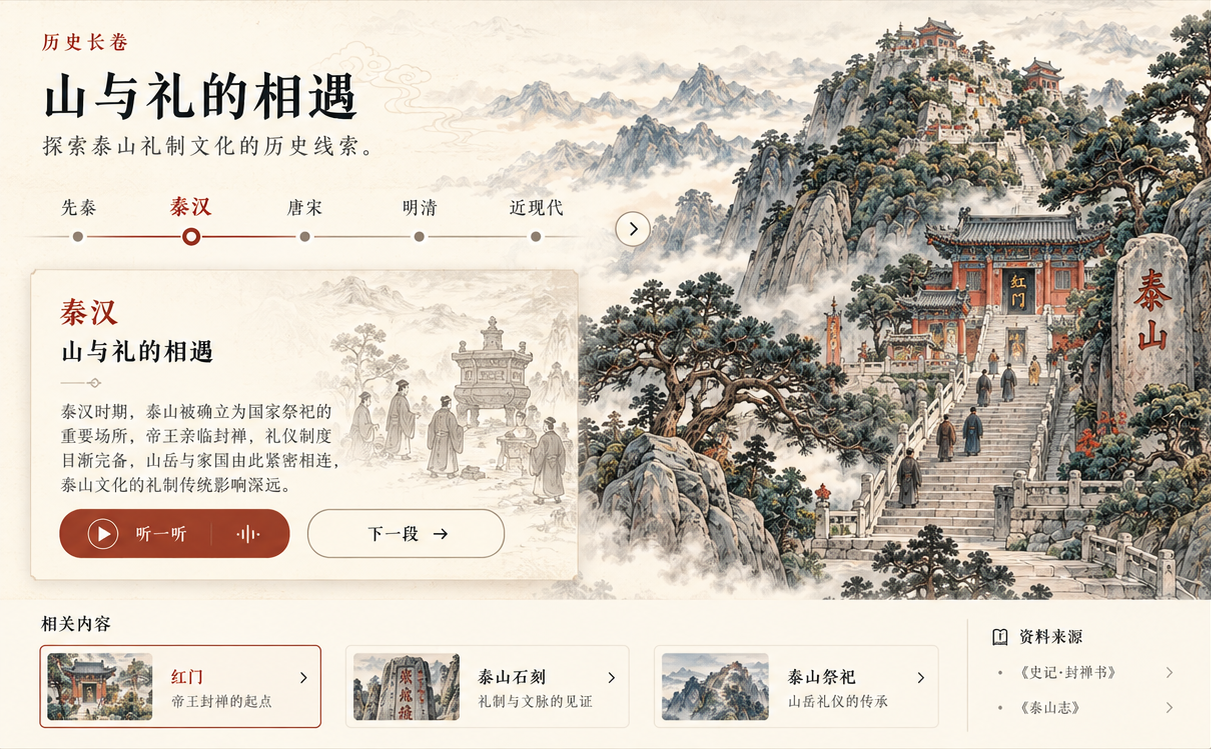 历史长卷
山与礼的相遇
探索泰山礼制文化的历史线索。
先秦
秦汉
唐宋
明清
近现代
秦汉
山与礼的相遇
秦汉时期，泰山被确立为国家祭祀的
重要场所，帝王亲临封禅，礼仪制度
日渐完备，山岳与家国由此紧密相连，
泰山文化的礼制传统影响深远。
听一听
下一段 →
红门
泰山
相关内容
红门
帝王封禅的起点
泰山石刻
礼制与文脉的见证
泰山祭祀
山岳礼仪的传承
资料来源
• 《史记·封禅书》
• 《泰山志》